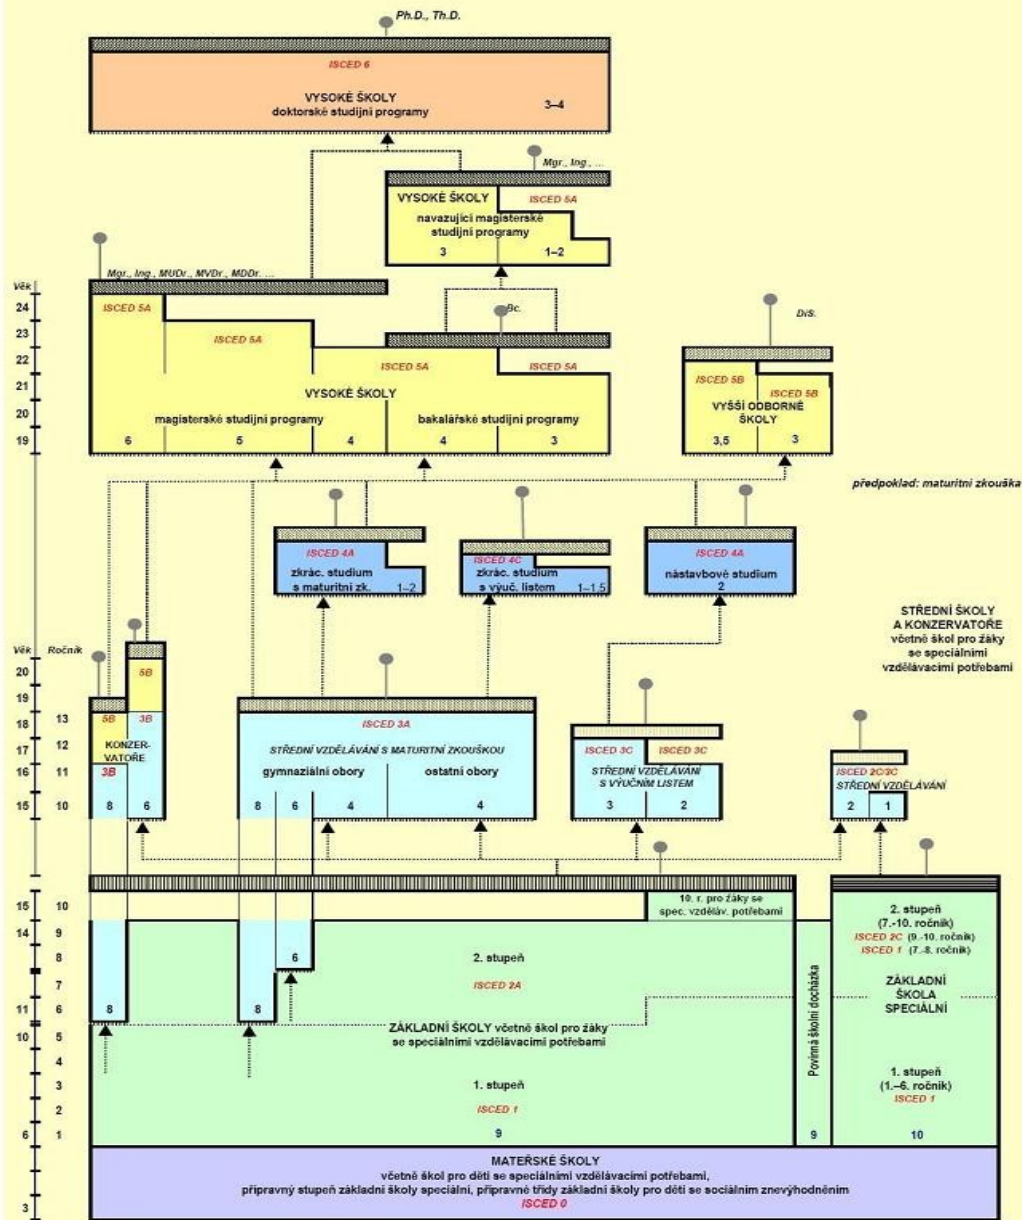 Ph.D., Th.D.
ISCED 6
VYSOKÉ ŠKOLY
doktorské studijní programy
3–4
Mgr., Ing., ...
VYSOKÉ ŠKOLY
ISCED 5A
navazující magisterské
studijní programy
3
1–2
Mgr., Ing., MUDr., MVDr., MDDr. ...
Věk
24
23
22
21
20
19
ISCED 5A
ISCED 5A
ISCED 5A
Bc.
ISCED 5A
VYSOKÉ ŠKOLY
magisterské studijní programy
bakalářské studijní programy
6
5
4
4
3
DiS.
ISCED 5B
ISCED 5B
VYŠŠÍ ODBORNÉ
ŠKOLY
3,5
3
předpoklad: maturitní zkouška
ISCED 4A
zkrác. studium
s maturitní zk.
1–2
ISCED 4C
zkrác. studium
s výuč. listem
1–1,5
ISCED 4A
nástavbové studium
2
STŘEDNÍ ŠKOLY
A KONZERVATOŘE
včetně škol pro žáky
se speciálními
vzdělávacími potřebami
Věk
Ročník
20
19
18
13
17
12
16
11
15
10
5B
5B
3B
KONZER-
VATOŘE
3B
8
6
ISCED 3A
STŘEDNÍ VZDĚLÁVÁNÍ S MATURITNÍ ZKOUŠKOU
gymnaziální obory
ostatní obory
8
6
4
4
ISCED 3C
ISCED 3C
STŘEDNÍ VZDĚLÁVÁNÍ
S VÝUČNÍM LISTEM
3
2
ISCED 2C/3C
STŘEDNÍ VZDĚLÁVÁNÍ
2
1
15
10
14
9
8
7
11
6
10
5
4
3
2
6
1
3
10. r. pro žáky se
spec. vzděláv. potřebami
8
8
6
2. stupeň
ISCED 2A
ZÁKLADNÍ ŠKOLY včetně škol pro žáky
se speciálními vzdělávacími potřebami
1. stupeň
ISCED 1
9
Povinná školní docházka
9
2. stupeň
(7.-10. ročník)
ISCED 2C (9.-10. ročník)
ISCED 1 (7.-8. ročník)
ZÁKLADNÍ
ŠKOLA
SPECIÁLNÍ
1. stupeň
(1.–6. ročník)
ISCED 1
10
MATEŘSKÉ ŠKOLY
včetně škol pro děti se speciálními vzdělávacími potřebami,
přípravný stupeň základní školy speciální, přípravné třídy základní školy pro děti se sociálním znevýhodněním
ISCED 0